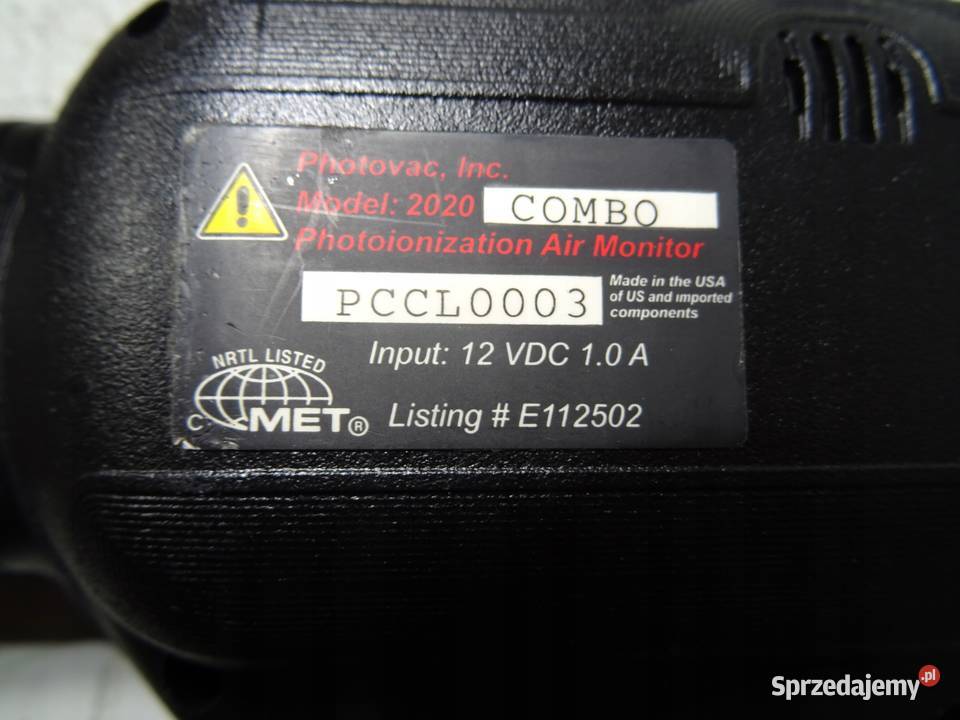 Photovac, Inc.
Model: 2020 COMBO
Photoionization Air Monitor
PCCL0003
Made in the USA
of US and imported
components
Input: 12 VDC 1.0 A
NRTL LISTED
C MET®
Listing # E112502
Sprzedajemy.pl